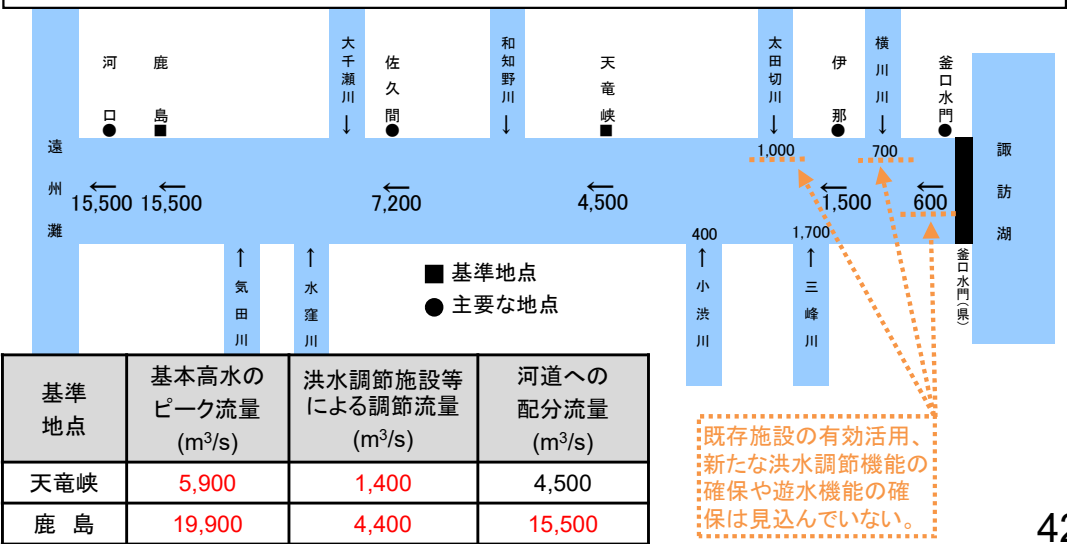 大千瀬川
↓
和知野川
↓
太田切川
↓
横川川
↓
河口
●
鹿島
■
佐久間
●
天竜峡
■
伊那
●
釜口水門
●
遠州灘
諏訪湖
1,000
700
←
15,500
←
15,500
←
7,200
←
4,500
←
1,500
←
600
400
1,700
↑
気田川
↑
水窪川
↑
小渋川
↑
三峰川
釜口水門(県)
■ 基準地点
● 主要な地点
基準
地点
基本高水の
ピーク流量
(m³/s)
洪水調節施設等
による調節流量
(m³/s)
河道への
配分流量
(m³/s)
天竜峡 5,900 1,400 4,500
鹿 島 19,900 4,400 15,500
既存施設の有効活用、
新たな洪水調節機能の
確保や遊水機能の確
保は見込んでいない。
42